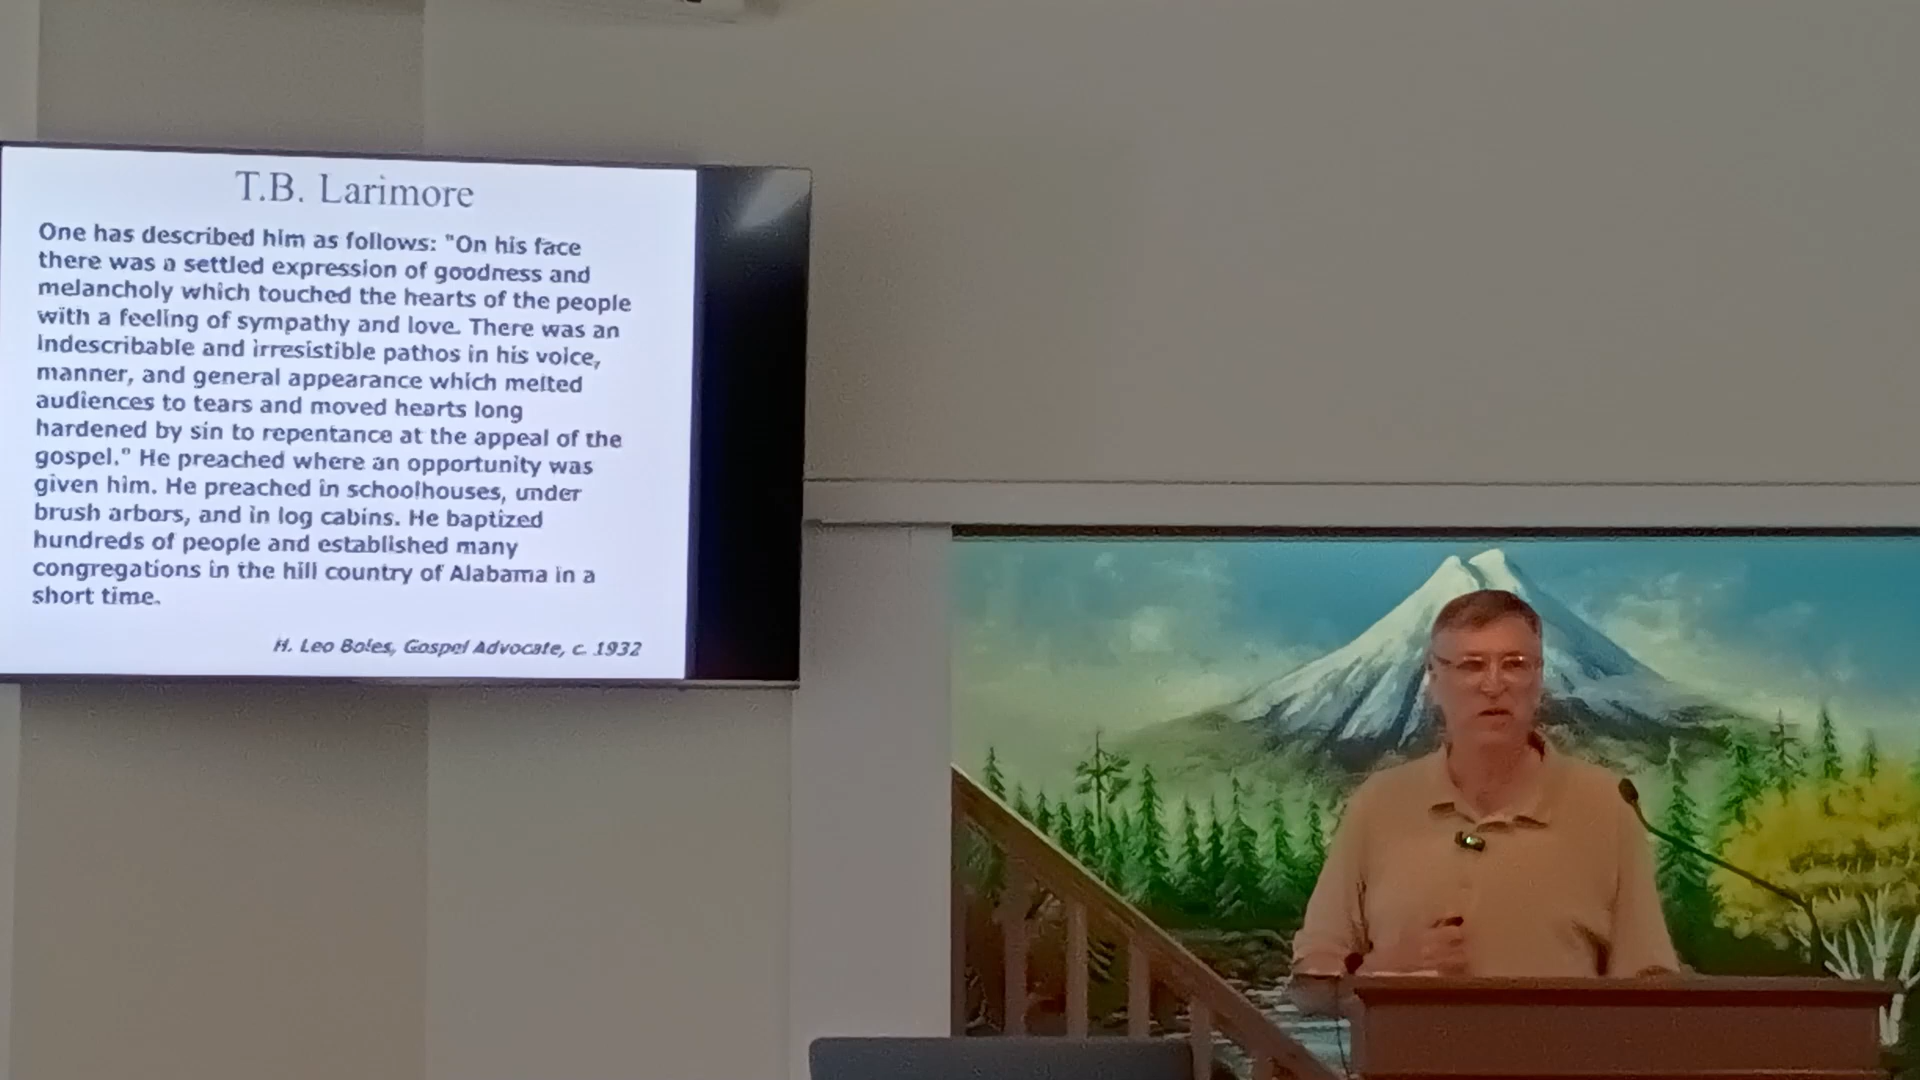 T.B. Larimore
One has described him as follows: "On his face
there was a settled expression of goodness and
melancholy which touched the hearts of the people
with a feeling of sympathy and love. There was an
indescribable and irresistible pathos in his voice,
manner, and general appearance which melted
audiences to tears and moved hearts long
hardened by sin to repentance at the appeal of the
gospel." He preached where an opportunity was
given him. He preached in schoolhouses, under
brush arbors, and in log cabins. He baptized
hundreds of people and established many
congregations in the hill country of Alabama in a
short time.
H. Leo Boles, Gospel Advocate, c. 1932